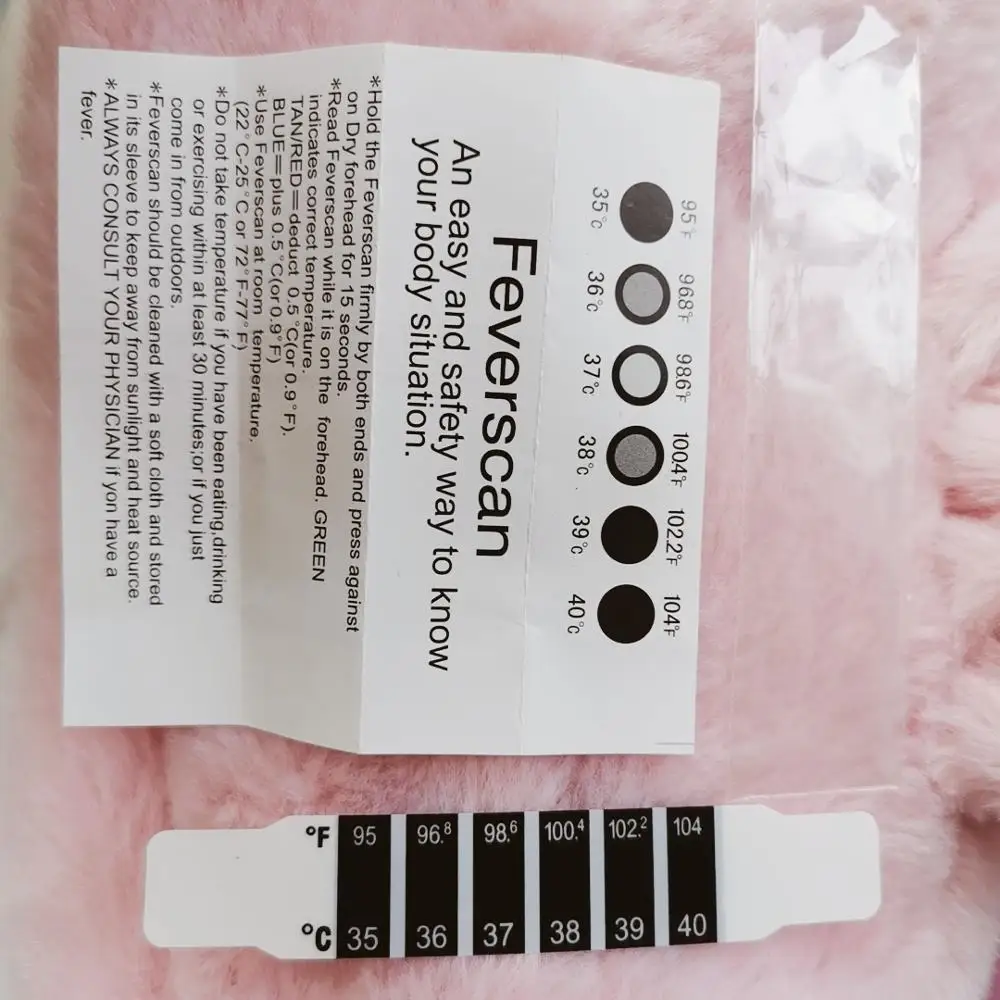 95°F 96.8°F 98.6°F 100.4°F 102.2°F 104°F
35°C 36°C 37°C 38°C 39°C 40°C
Feverscan
An easy and safety way to know
your body situation.
*Hold the Feverscan firmly by both ends and press against
on Dry forehead for 15 seconds.
*Read Feverscan while it is on the forehead. GREEN
indicates correct temperature.
TAN/RED=deduct 0.5°C(or 0.9°F).
BLUE=plus 0.5°C(or0.9°F)
*Use Feverscan at room temperature.
(22°C-25°C or 72°F-77°F)
*Do not take temperature if you have been eating,drinking
or exercising within at least 30 minutes;or if you just
come in from outdoors.
*Feverscan should be cleaned with a soft cloth and stored
in its sleeve to keep away from sunlight and heat source.
*ALWAYS CONSULT YOUR PHYSICIAN if yon have a
fever.
°F 95 96.8 98.6 100.4 102.2 104
°C 35 36 37 38 39 40